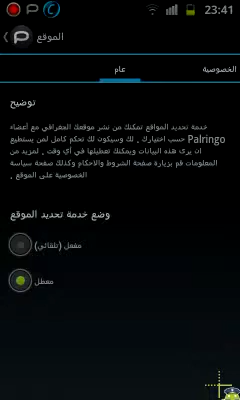 23:41
الموقع
الخصوصية
عام
توضيح
خدمة تحديد المواقع تمكنك من نشر موقعك الجغرافي مع أعضاء
Palringo حسب اختيارك . لك وسيكون لك تحكم كامل لمن يستطيع
ان يرى هذه البيانات ويمكنك تعطيلها في أي وقت . لمزيد من
المعلومات قم بزيارة صفحة الشروط والاحكام وكذلك صفحة سياسة
الخصوصية على الموقع .
وضع خدمة تحديد الموقع
مفعل (تلقائي)
معطل